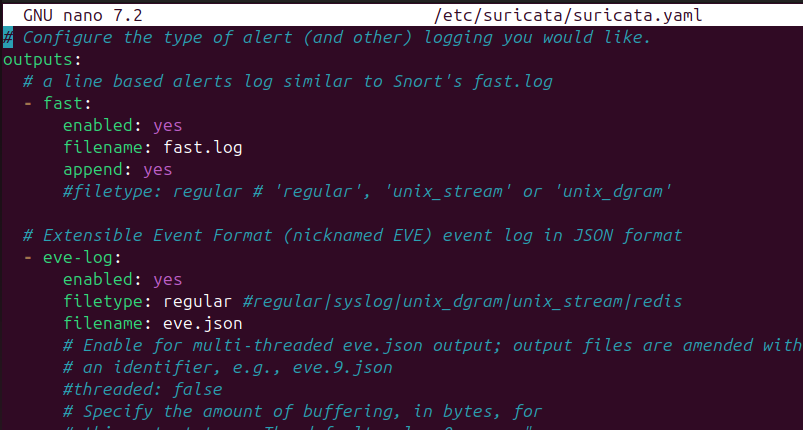 GNU nano 7.2 /etc/suricata/suricata.yaml
# Configure the type of alert (and other) logging you would like.
outputs:
# a line based alerts log similar to Snort's fast.log
- fast:
enabled: yes
filename: fast.log
append: yes
#filetype: regular # 'regular', 'unix_stream' or 'unix_dgram'
# Extensible Event Format (nicknamed EVE) event log in JSON format
- eve-log:
enabled: yes
filetype: regular #regular|syslog|unix_dgram|unix_stream|redis
filename: eve.json
# Enable for multi-threaded eve.json output; output files are amended with
# an identifier, e.g., eve.9.json
#threaded: false
# Specify the amount of buffering, in bytes, for